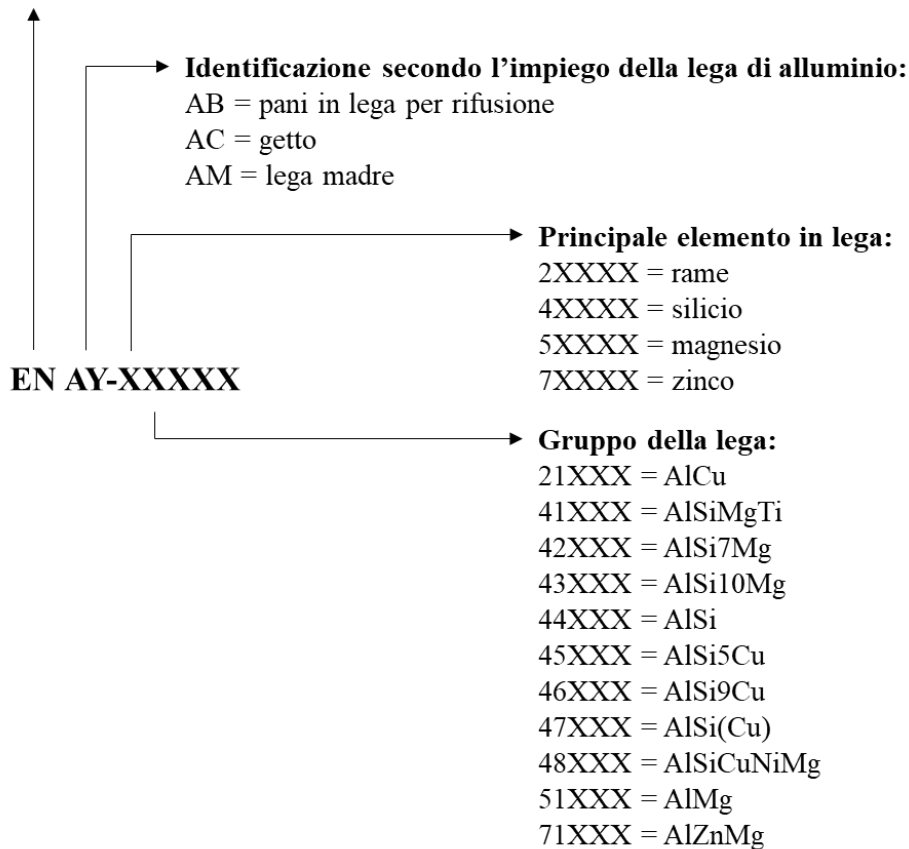 Identificazione secondo l'impiego della lega di alluminio:
AB = pani in lega per rifusione
AC = getto
AM = lega madre
Principale elemento in lega:
2XXXX = rame
4XXXX = silicio
5XXXX = magnesio
7XXXX = zinco
EN AY-XXXXX
Gruppo della lega:
21XXX = AlCu
41XXX = AlSiMgTi
42XXX = AlSi7Mg
43XXX = AlSi10Mg
44XXX = AlSi
45XXX = AlSi5Cu
46XXX = AlSi9Cu
47XXX = AlSi(Cu)
48XXX = AlSiCuNiMg
51XXX = AlMg
71XXX = AlZnMg